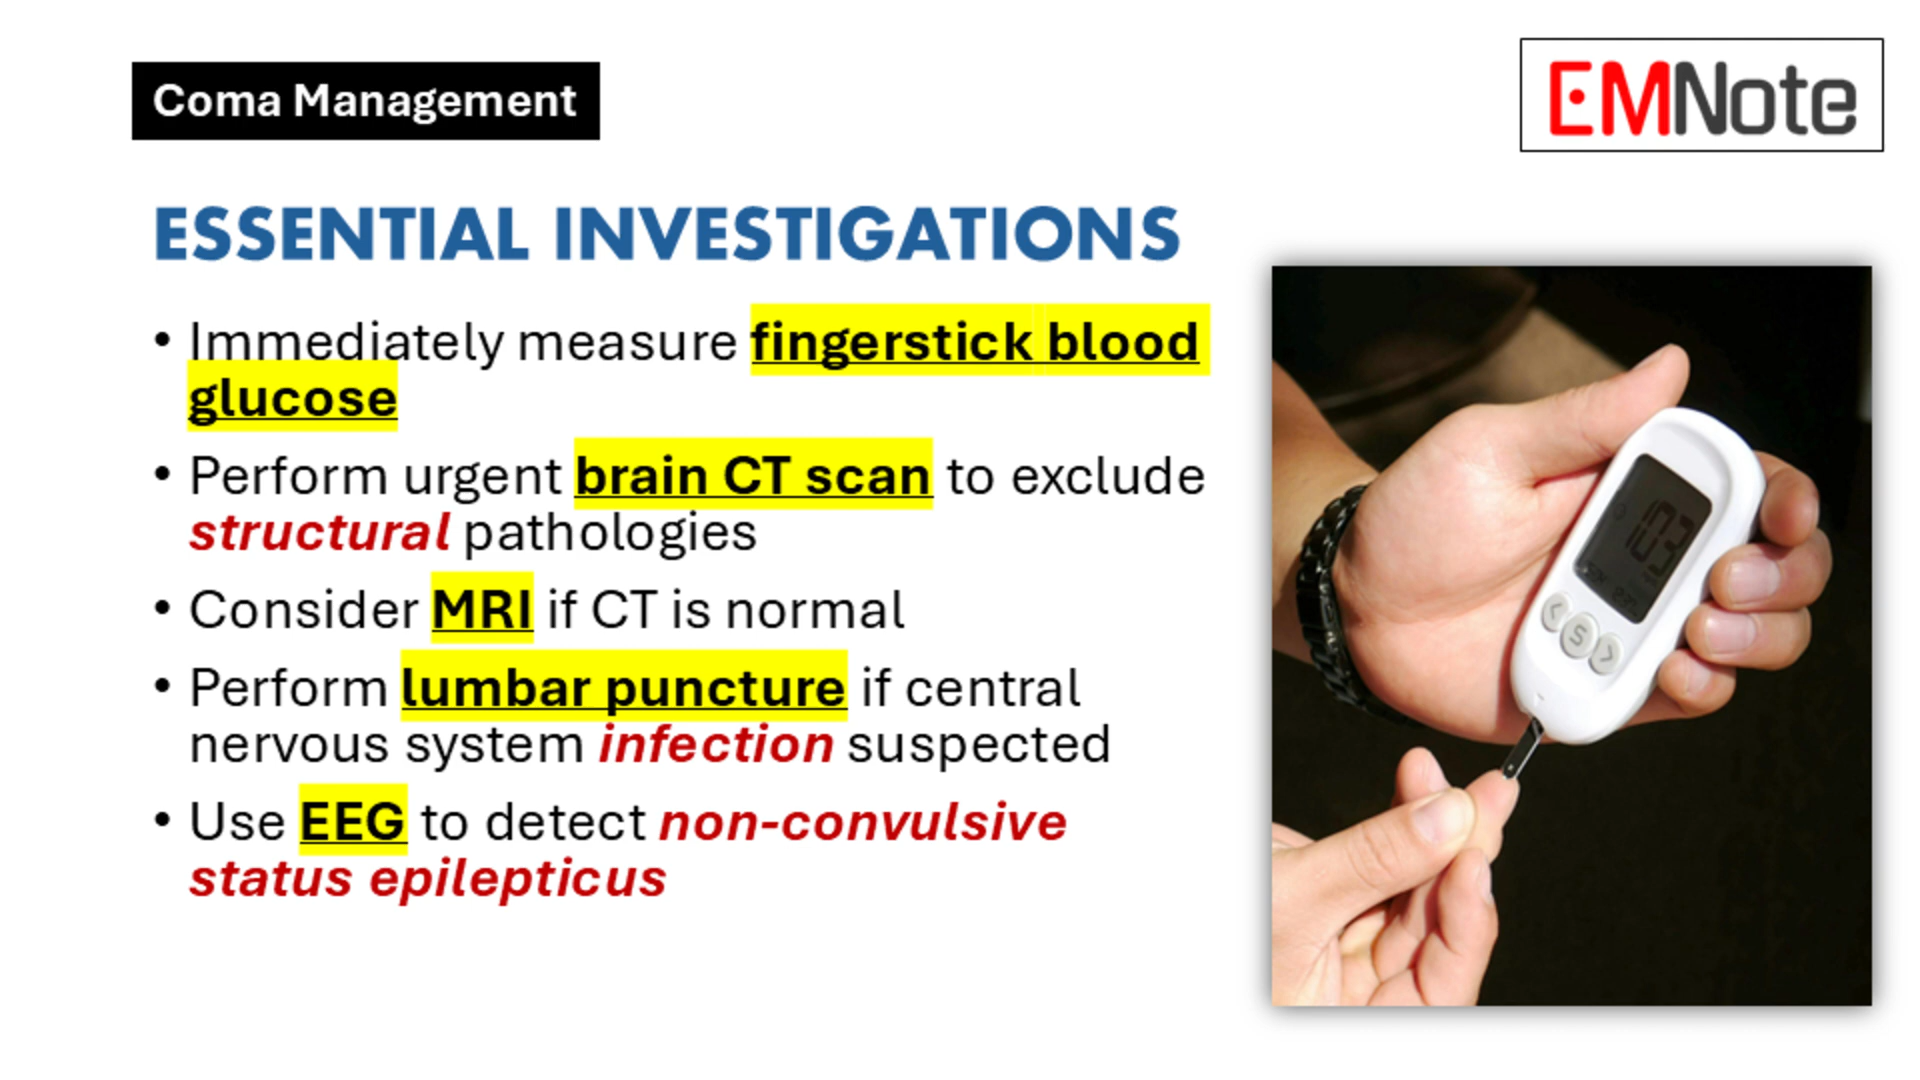 Coma Management
EMNote
ESSENTIAL INVESTIGATIONS
• Immediately measure fingerstick blood
glucose
• Perform urgent brain CT scan to exclude
structural pathologies
• Consider MRI if CT is normal
• Perform lumbar puncture if central
nervous system infection suspected
• Use EEG to detect non-convulsive
status epilepticus
103
< S >